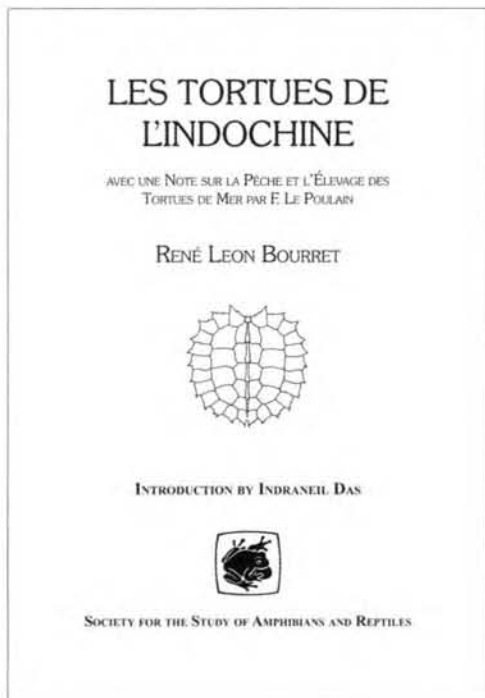 LES TORTUES DE
L'INDOCHINE
AVEC UNE NOTE SUR LA PÊCHE ET L'ÉLEVAGE DES
TORTUES DE MER PAR F. LE POULAIN
RENÉ LEON BOURRET
INTRODUCTION BY INDRANEIL DAS
SOCIETY FOR THE STUDY OF AMPHIBIANS AND REPTILES